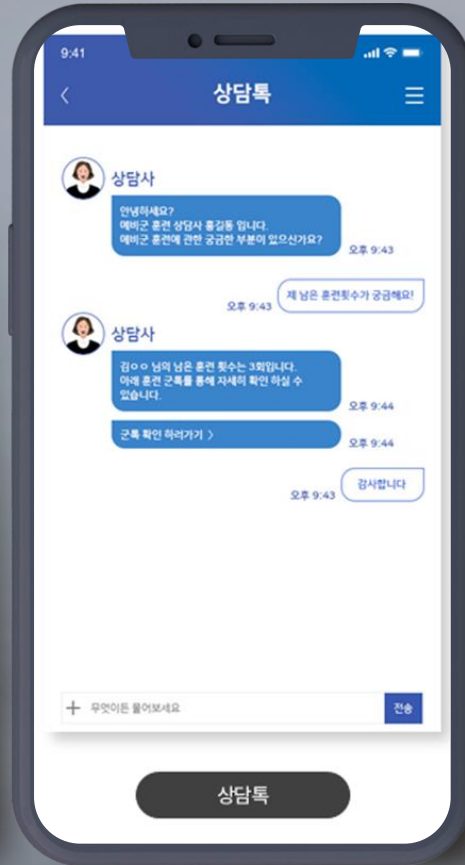 9:41
상담톡
상담사
안녕하세요?
예비군 훈련 상담사 홍길동 입니다.
예비군 훈련에 관한 궁금한 부분이 있으신가요?
오후 9:43
제 남은 훈련횟수가 궁금해요!
오후 9:43
상담사
김ㅇㅇ 님의 남은 훈련 횟수는 3회입니다.
아래 훈련 군톡를 통해 자세히 확인 하실 수
있습니다.
오후 9:44
군톡 확인 하러가기 >
오후 9:44
감사합니다
오후 9:43
+ 무엇이든 물어보세요
전송
상담톡